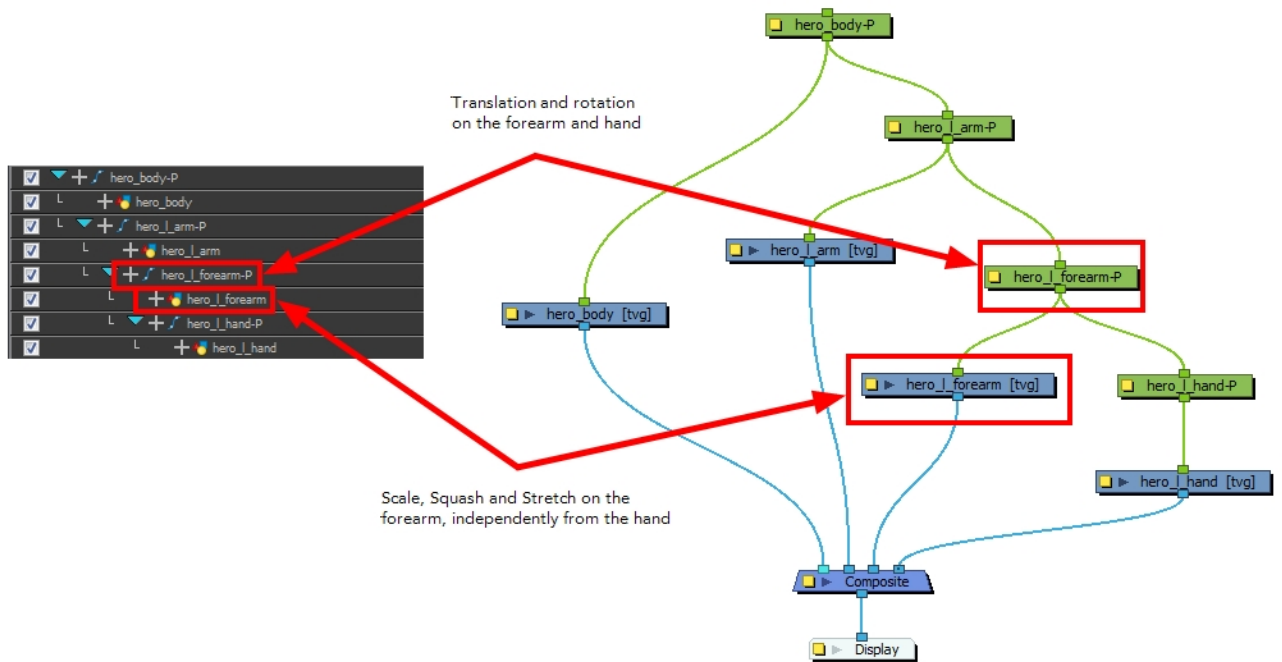 hero_body-P
hero_body
hero_l_arm-P
hero_l_arm
hero_l_forearm-P
hero_l_forearm
hero_l_hand-P
hero_l_hand
Translation and rotation
on the forearm and hand
Scale, Squash and Stretch on the
forearm, independently from the hand
hero_body-P
hero_l_arm-P
hero_l_arm [tvg]
hero_l_forearm-P
hero_body [tvg]
hero_l_forearm [tvg]
hero_l_hand-P
hero_l_hand [tvg]
Composite
Display